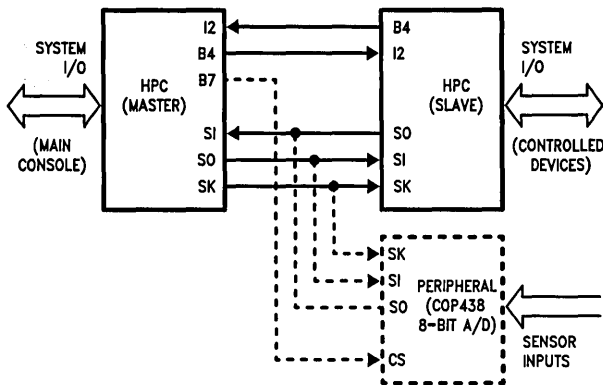 I2
B4
B4
I2
B7
SYSTEM
I/O
HPC
(MASTER)
HPC
(SLAVE)
SYSTEM
I/O
(MAIN
CONSOLE)
(CONTROLLED
DEVICES)
SI
SO
SO
SI
SK
SK
SK
SI
SO
CS
PERIPHERAL
(COP438
8-BIT A/D)
SENSOR
INPUTS